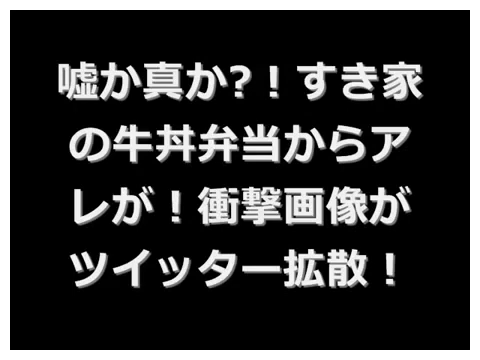 嘘か真か?！すき家
の牛丼弁当からア
レが！衝撃画像が
ツイッター拡散！